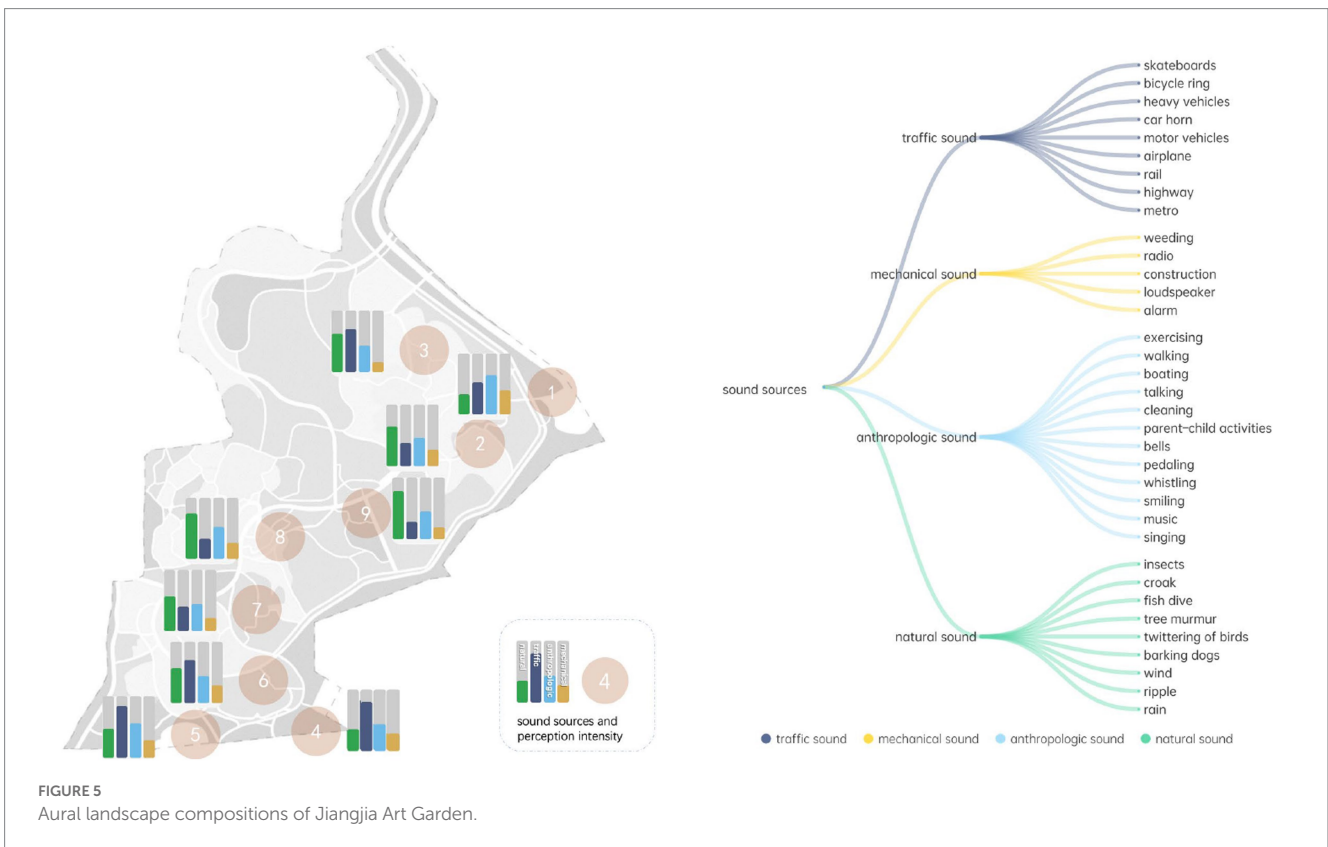 3
1
2
9
8
7
6
5
4
natural
traffic
anthropologic
mechanical
4
sound sources and
perception intensity
sound sources
traffic sound
skateboards
bicycle ring
heavy vehicles
car horn
motor vehicles
airplane
rail
highway
metro
mechanical sound
weeding
radio
construction
loudspeaker
alarm
anthropologic sound
exercising
walking
boating
talking
cleaning
parent-child activities
bells
pedaling
whistling
smiling
music
singing
natural sound
insects
croak
fish dive
tree murmur
twittering of birds
barking dogs
wind
ripple
rain
traffic sound
mechanical sound
anthropologic sound
natural sound
FIGURE 5
Aural landscape compositions of Jiangjia Art Garden.